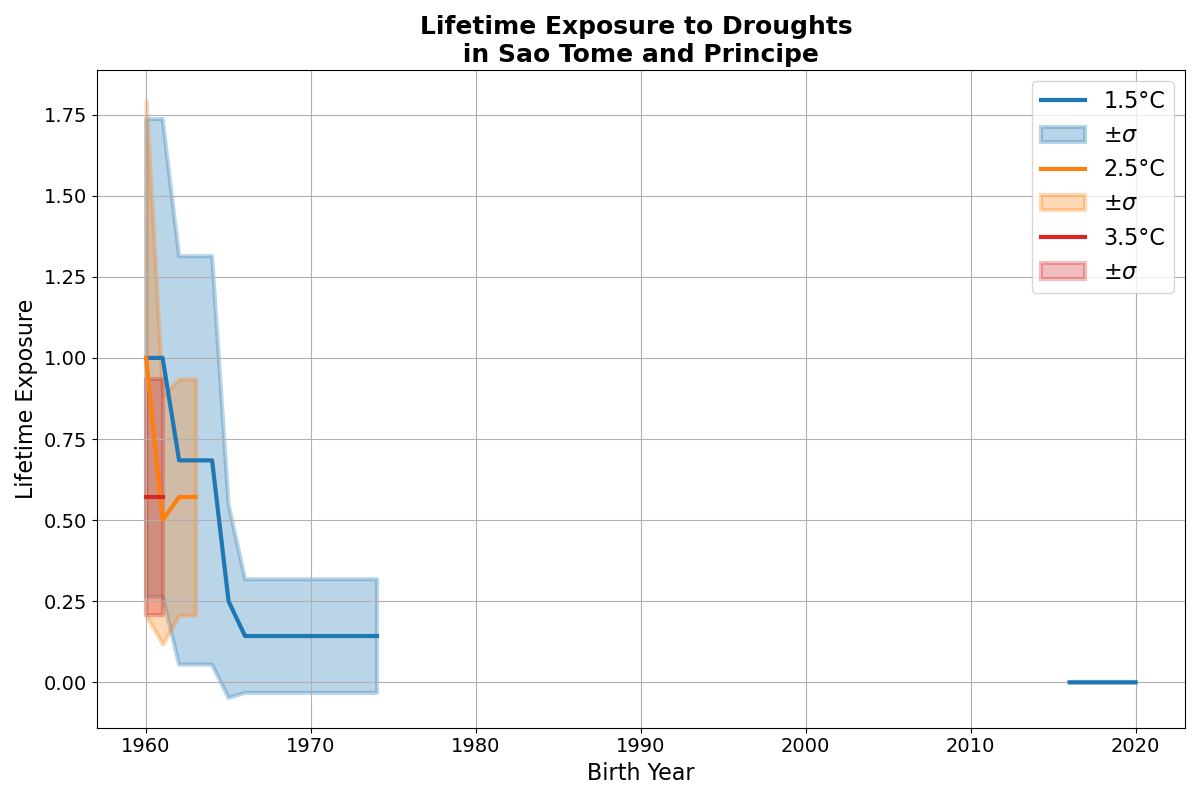 Lifetime Exposure to Droughts
in Sao Tome and Principe
1.5°C
±σ
2.5°C
±σ
3.5°C
±σ
Lifetime Exposure
1.75
1.50
1.25
1.00
0.75
0.50
0.25
0.00
1960
1970
1980
1990
2000
2010
2020
Birth Year